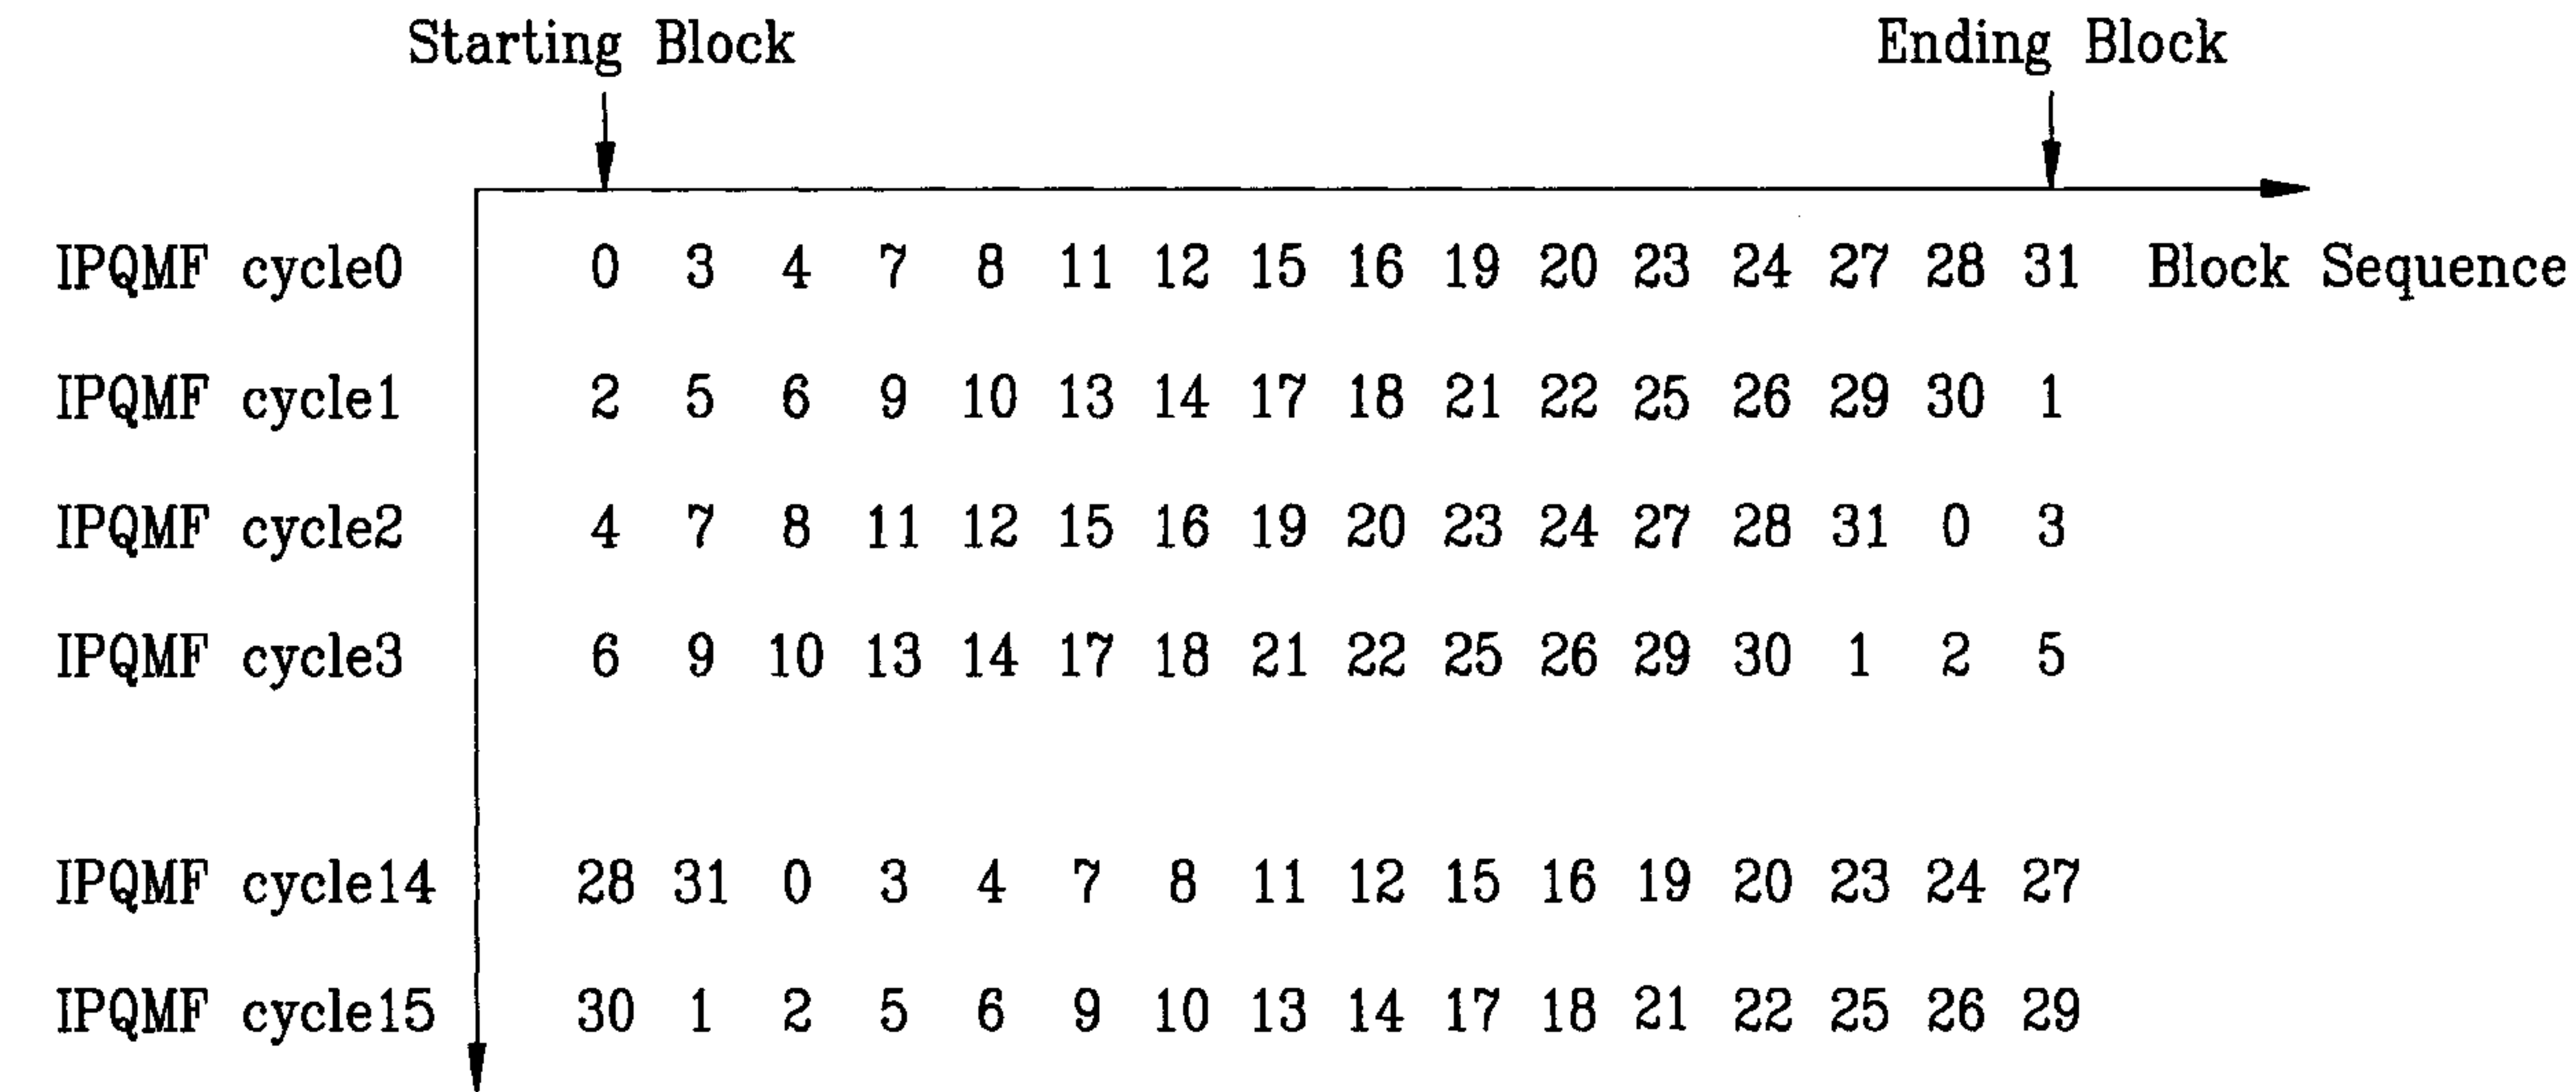 Starting Block Ending Block
IPQMF cycle0 0 3 4 7 8 11 12 15 16 19 20 23 24 27 28 31 Block Sequence
IPQMF cycle1 2 5 6 9 10 13 14 17 18 21 22 25 26 29 30 1
IPQMF cycle2 4 7 8 11 12 15 16 19 20 23 24 27 28 31 0 3
IPQMF cycle3 6 9 10 13 14 17 18 21 22 25 26 29 30 1 2 5
IPQMF cycle14 28 31 0 3 4 7 8 11 12 15 16 19 20 23 24 27
IPQMF cycle15 30 1 2 5 6 9 10 13 14 17 18 21 22 25 26 29